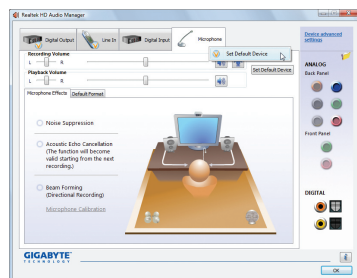 Realtek HD Audio Manager
Digital Output
Line In
Digital Input
Microphone
Device advanced
settings
Set Default Device
Recording Volume
L
R
Set Default Device
Playback Volume
L
R
ANALOG
Back Panel
Microphone Effects
Default Format
Noise Suppression
Acoustic Echo Cancellation
(The function will become
valid starting from the next
recording.)
Front Panel
Beam Forming
(Directional Recording)
Microphone Calibration
DIGITAL
GIGABYTE
TECHNOLOGY
i
OK